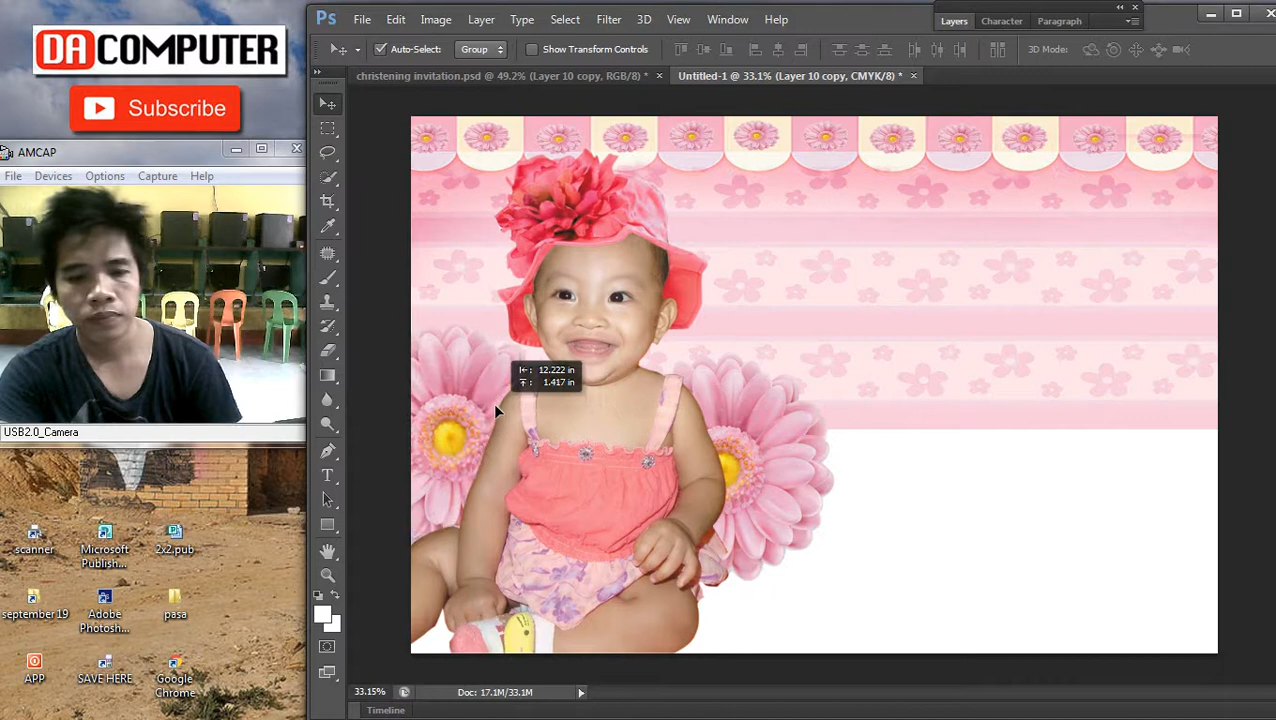 DA COMPUTER
Subscribe
AMCAP
File Devices Options Capture Help
USB2.0_Camera
scanner
Microsoft Publish...
2x2.pub
september 19
Adobe Photosh...
pasa
APP
SAVE HERE
Google Chrome
Ps File Edit Image Layer Type Select Filter 3D View Window Help
Layers Character Paragraph
Auto-Select: Group Show Transform Controls 3D Mode:
christening invitation.psd @ 49.2% (Layer 10 copy, RGB/8) * × Untitled-1 @ 33.1% (Layer 10 copy, CMYK/8) * ×
12.222 in
1.417 in
33.15% Doc: 17.1M/33.1M
Timeline